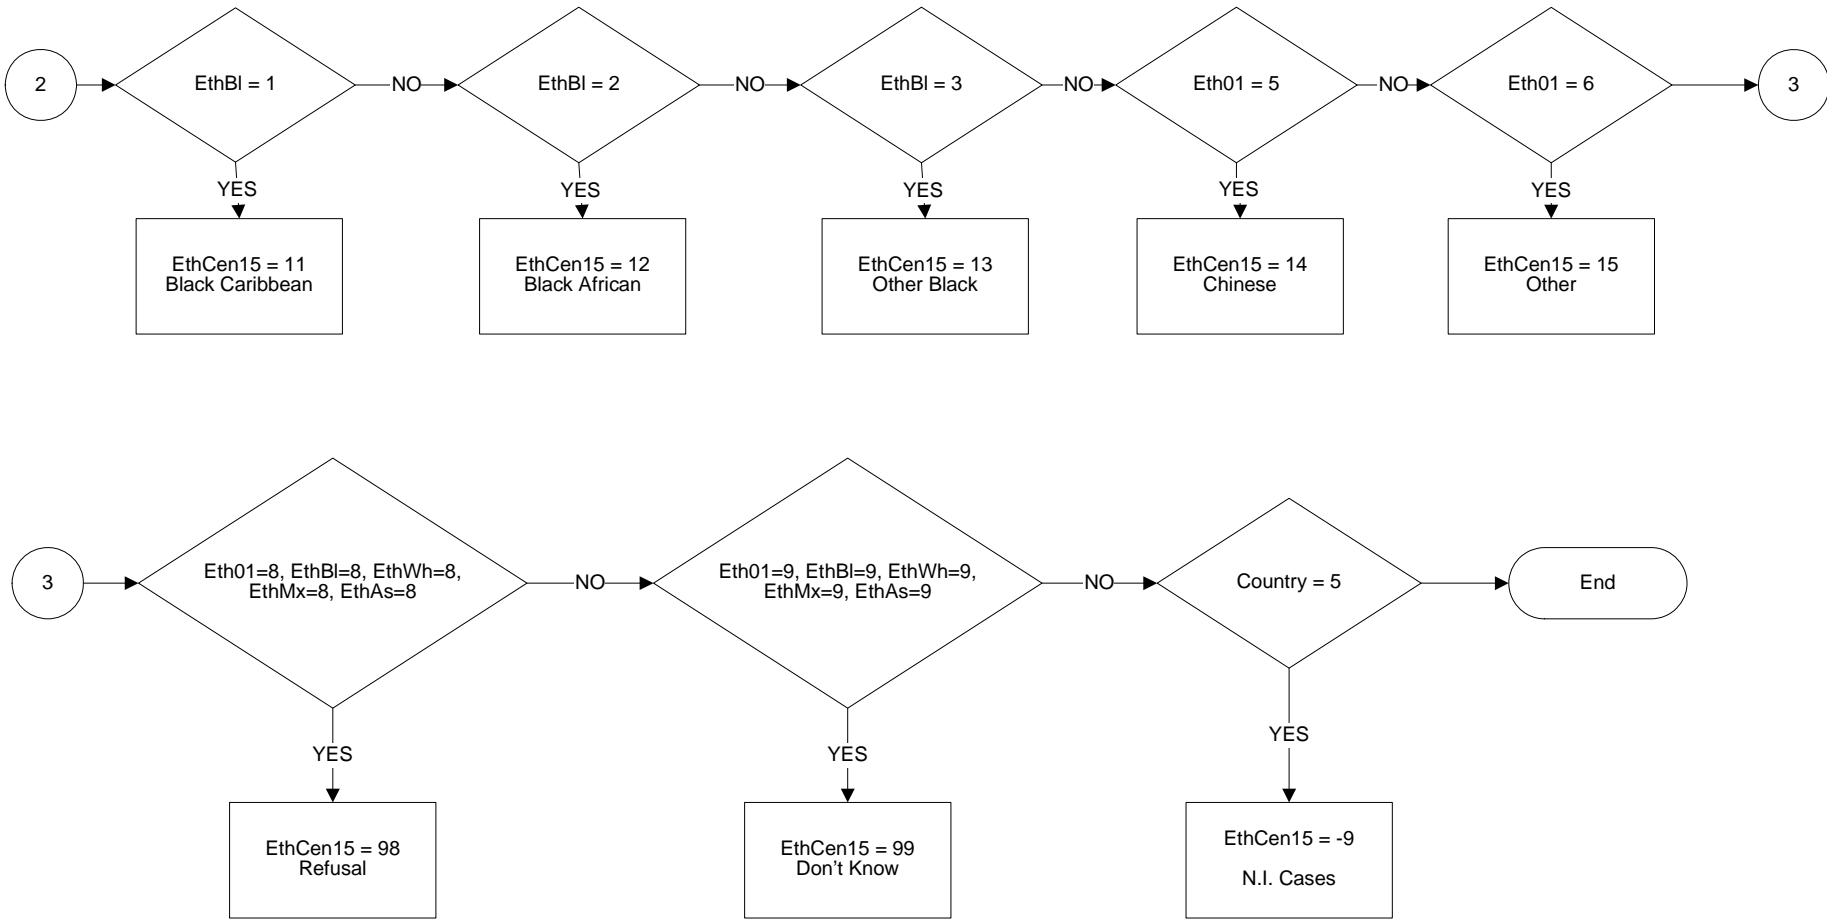 2
EthBl = 1
NO
EthBl = 2
NO
EthBl = 3
NO
Eth01 = 5
NO
Eth01 = 6
3
YES
YES
YES
YES
YES
EthCen15 = 11
Black Caribbean
EthCen15 = 12
Black African
EthCen15 = 13
Other Black
EthCen15 = 14
Chinese
EthCen15 = 15
Other
3
Eth01=8, EthBl=8, EthWh=8,
EthMx=8, EthAs=8
NO
Eth01=9, EthBl=9, EthWh=9,
EthMx=9, EthAs=9
NO
Country = 5
End
YES
YES
YES
EthCen15 = 98
Refusal
EthCen15 = 99
Don't Know
EthCen15 = -9
N.I. Cases